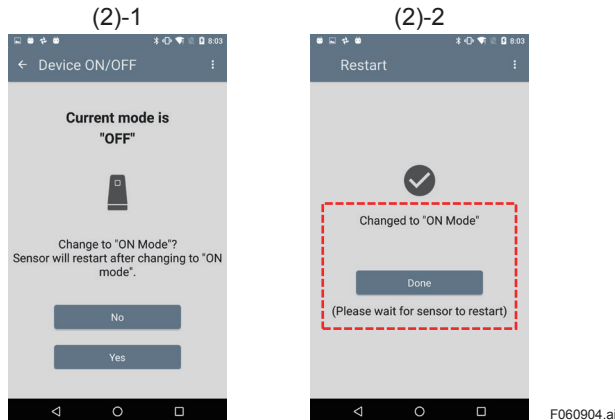 (2)-1
8:03
Device ON/OFF
Current mode is
"OFF"
Change to "ON Mode"?
Sensor will restart after changing to "ON
mode".
No
Yes
(2)-2
8:03
Restart
Changed to "ON Mode"
Done
(Please wait for sensor to restart)